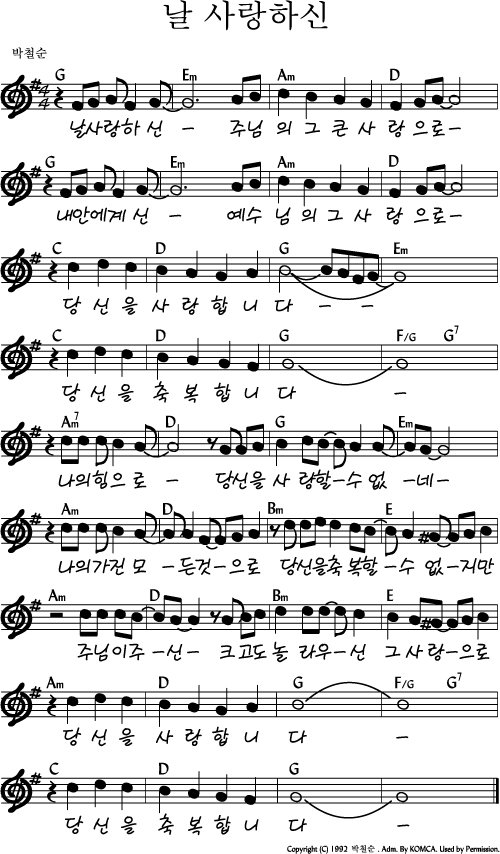 날 사랑하신
박철순
G Em Am D
날사랑하 신 – 주님 의 그 큰 사 랑 으로–
G Em Am D
내안에계 신 – 예수 님 의 그 사 랑 으로–
C D G Em
당 신 을 사 랑 합 니 다 – –
C D G F/G G7
당 신 을 축 복 합 니 다 –
Am7 D G Em
나의힘으 로– – 당신을 사 랑할–수 없 –네–
Am D Bm E
나의가진 모 –든것–으로 당신을축 복할 –수 없–지만
Am D Bm E
주님이주 –신– 크고도 놀 라우–신 그 사랑–으로
Am D G F/G G7
당 신 을 사 랑 합 니 다 –
C D G
당 신 을 축 복 합 니 다 –
Copyright (C) 1992 박철순 . Adm. By KOMCA. Used by Permission.